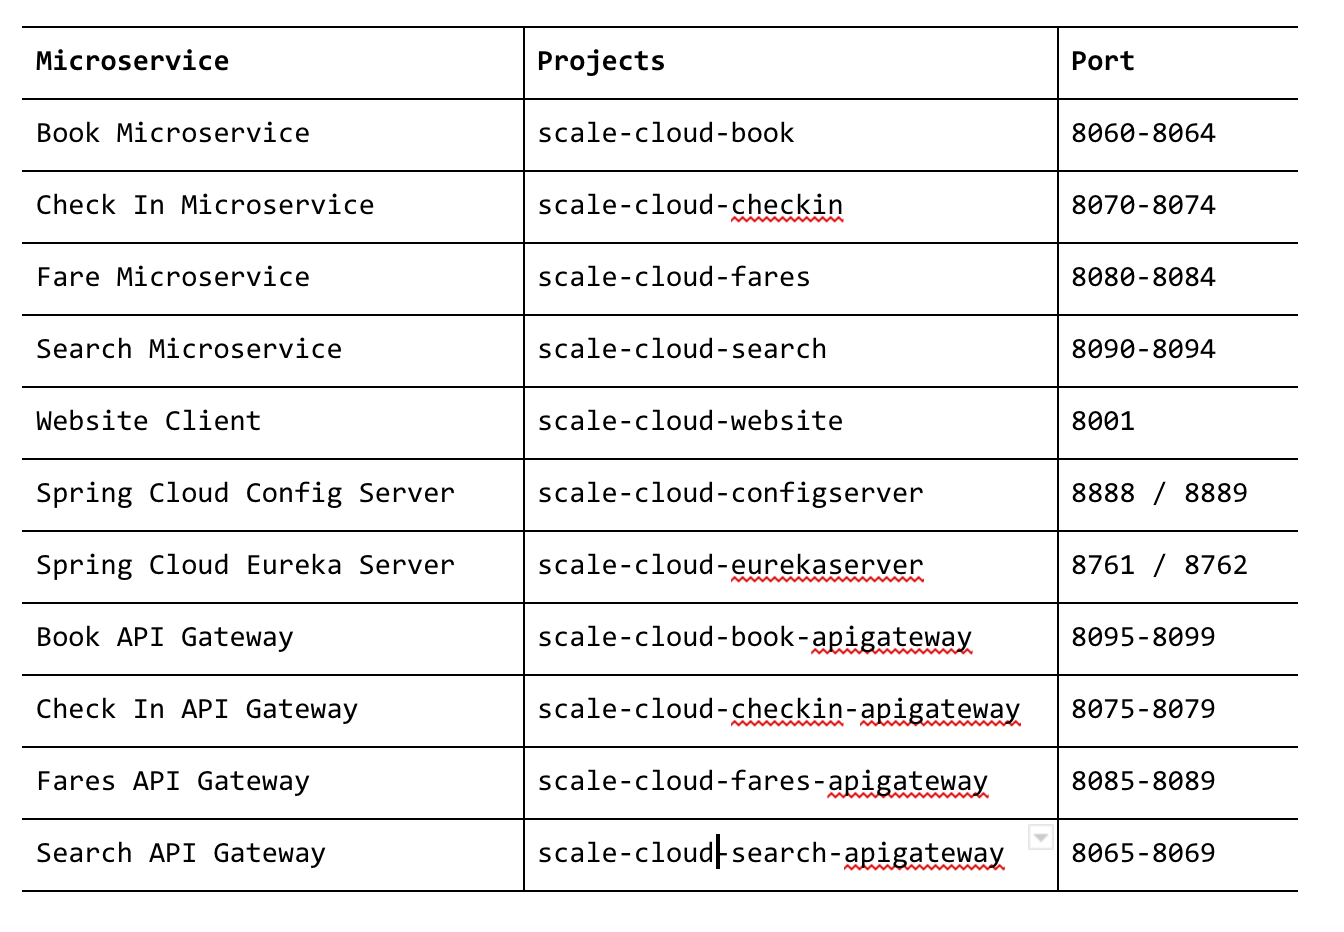 Microservice Projects Port
Book Microservice scale-cloud-book 8060-8064
Check In Microservice scale-cloud-checkin 8070-8074
Fare Microservice scale-cloud-fares 8080-8084
Search Microservice scale-cloud-search 8090-8094
Website Client scale-cloud-website 8001
Spring Cloud Config Server scale-cloud-configserver 8888 / 8889
Spring Cloud Eureka Server scale-cloud-eurekaserver 8761 / 8762
Book API Gateway scale-cloud-book-apigateway 8095-8099
Check In API Gateway scale-cloud-checkin-apigateway 8075-8079
Fares API Gateway scale-cloud-fares-apigateway 8085-8089
Search API Gateway scale-cloud-search-apigateway 8065-8069